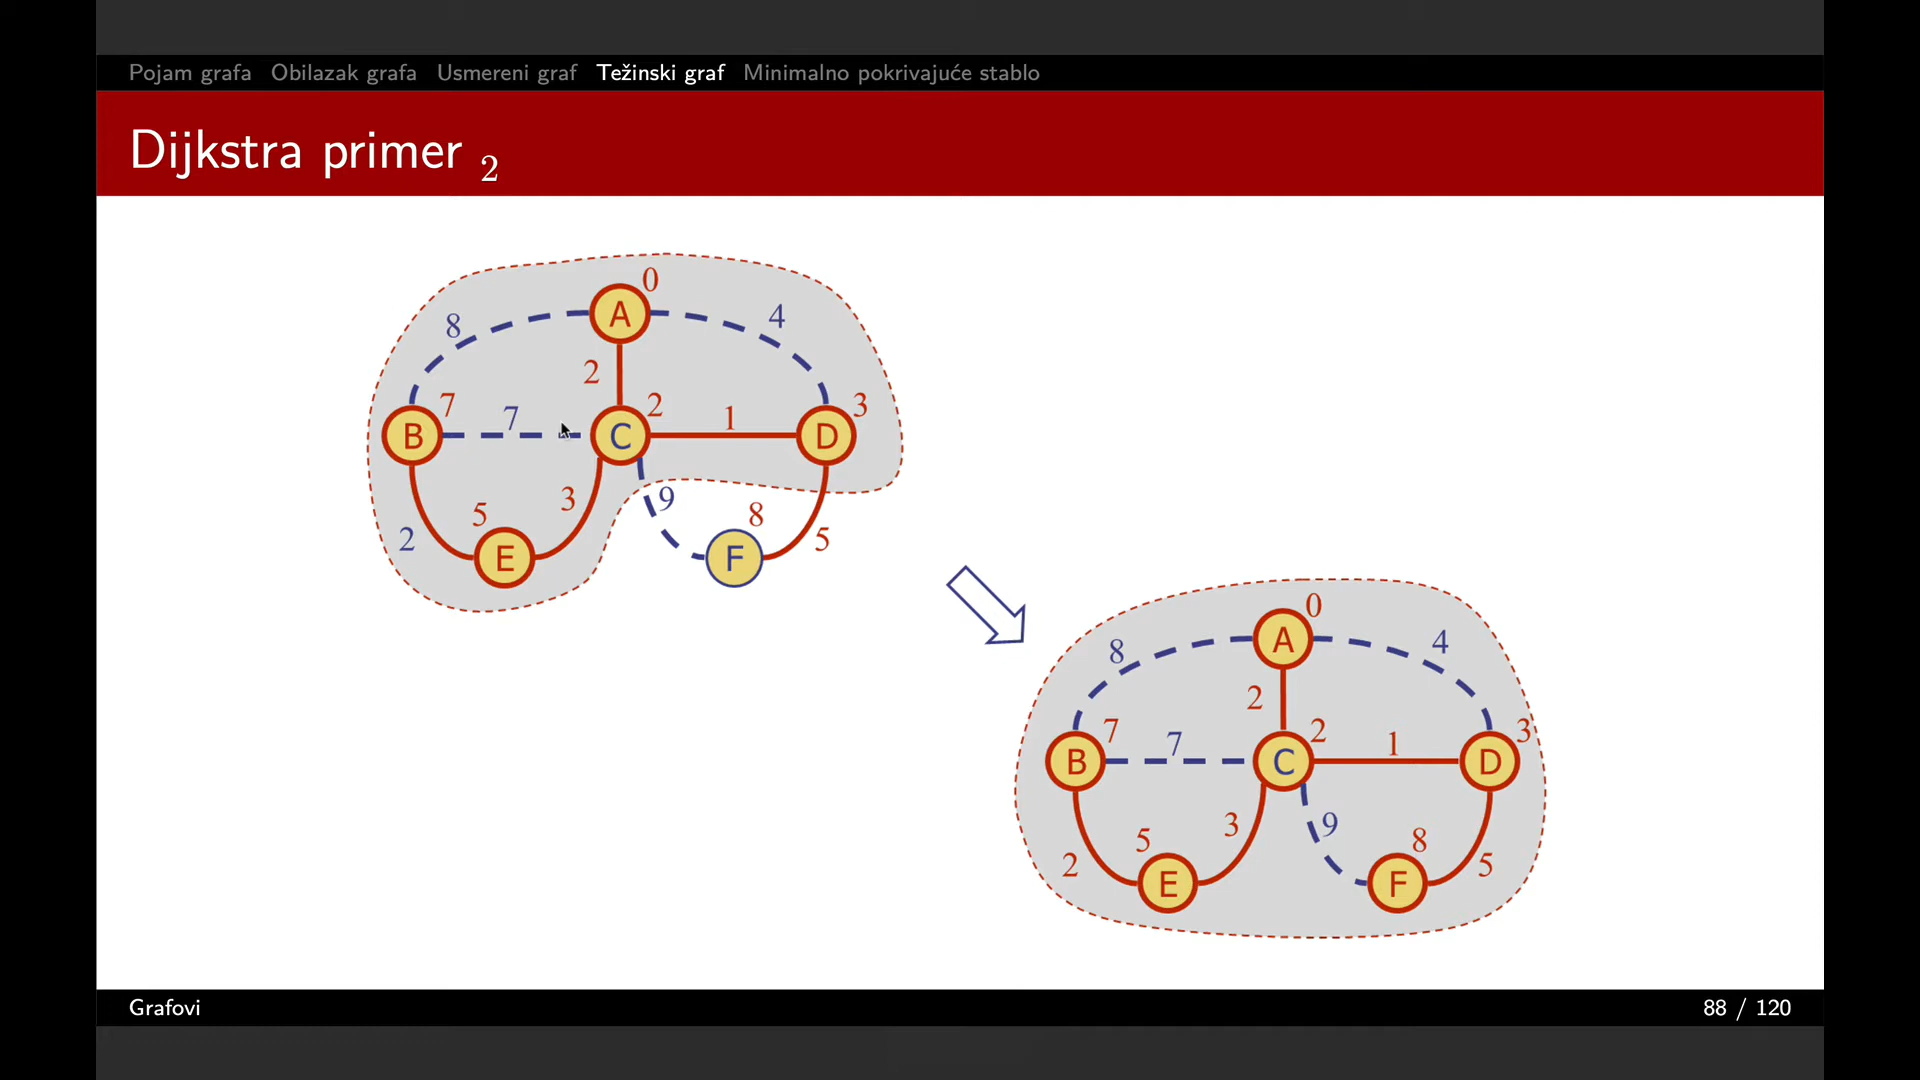 Pojam grafa Obilazak grafa Usmereni graf Težinski graf Minimalno pokrivajuće stablo
Dijkstra primer 2
0
A
8 4
2
7 7 2 1 3
B C D
5 3 9 8
2 5
E F
0
A
8 4
2
7 7 2 1 3
B C D
5 3 9 8
2 5
E F
Grafovi 88 / 120